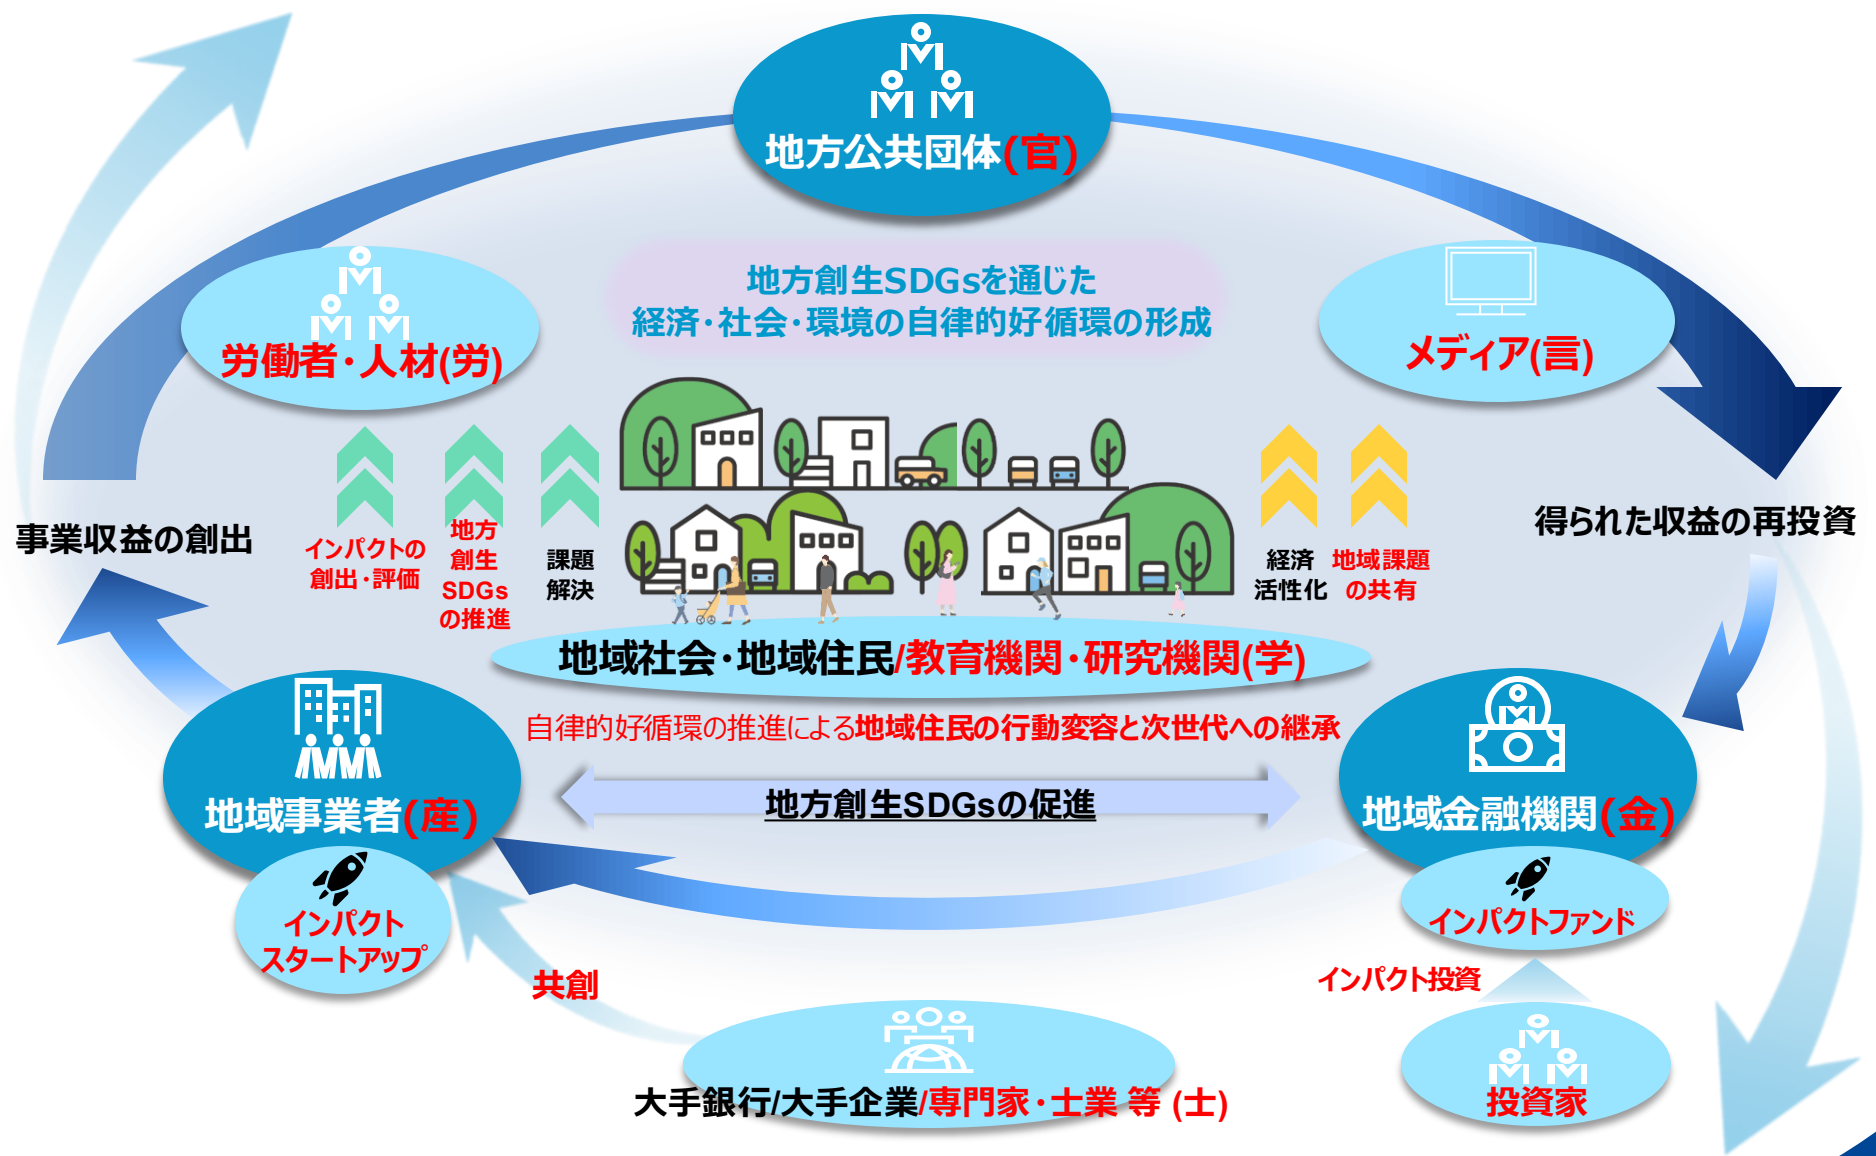 地方公共団体(官)
地方創生SDGsを通じた
経済・社会・環境の自律的好循環の形成
労働者・人材(労)
メディア(言)
事業収益の創出
得られた収益の再投資
インパクトの
創出・評価
地方
創生
SDGs
の推進
課題
解決
経済
活性化
地域課題
の共有
地域社会・地域住民/教育機関・研究機関(学)
自律的好循環の推進による地域住民の行動変容と次世代への継承
地方創生SDGsの促進
地域事業者(産)
地域金融機関(金)
インパクト
スタートアップ
インパクトファンド
共創
インパクト投資
大手銀行/大手企業/専門家・士業 等 (士)
投資家